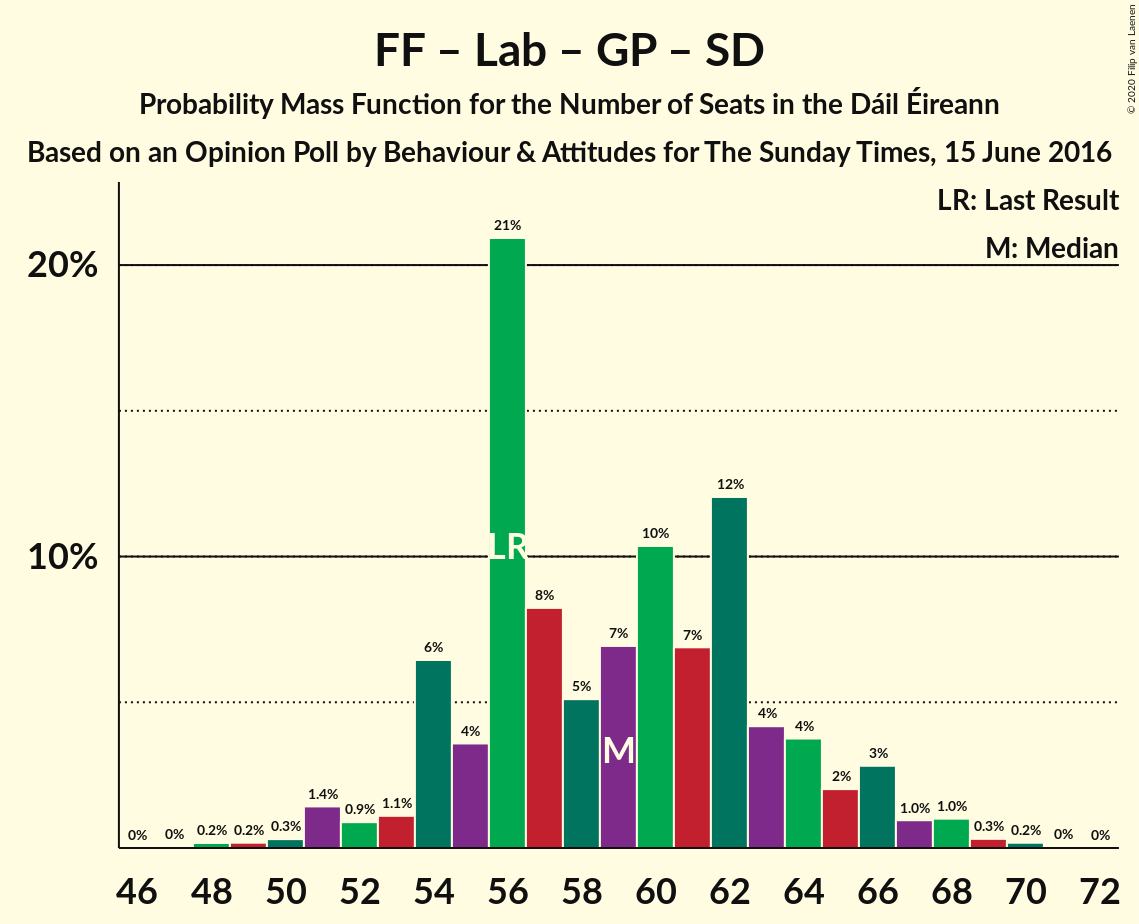 FF – Lab – GP – SD
Probability Mass Function for the Number of Seats in the Dáil Éireann
Based on an Opinion Poll by Behaviour & Attitudes for The Sunday Times, 15 June 2016
© 2020 Filip van Laenen
LR: Last Result
M: Median
20%
10%
0% 0% 0.2% 0.2% 0.3% 1.4% 0.9% 1.1% 6% 4% 21% 8% 5% 7% 10% 7% 12% 4% 4% 2% 3% 1.0% 1.0% 0.3% 0.2% 0% 0%
LR
M
46 48 50 52 54 56 58 60 62 64 66 68 70 72